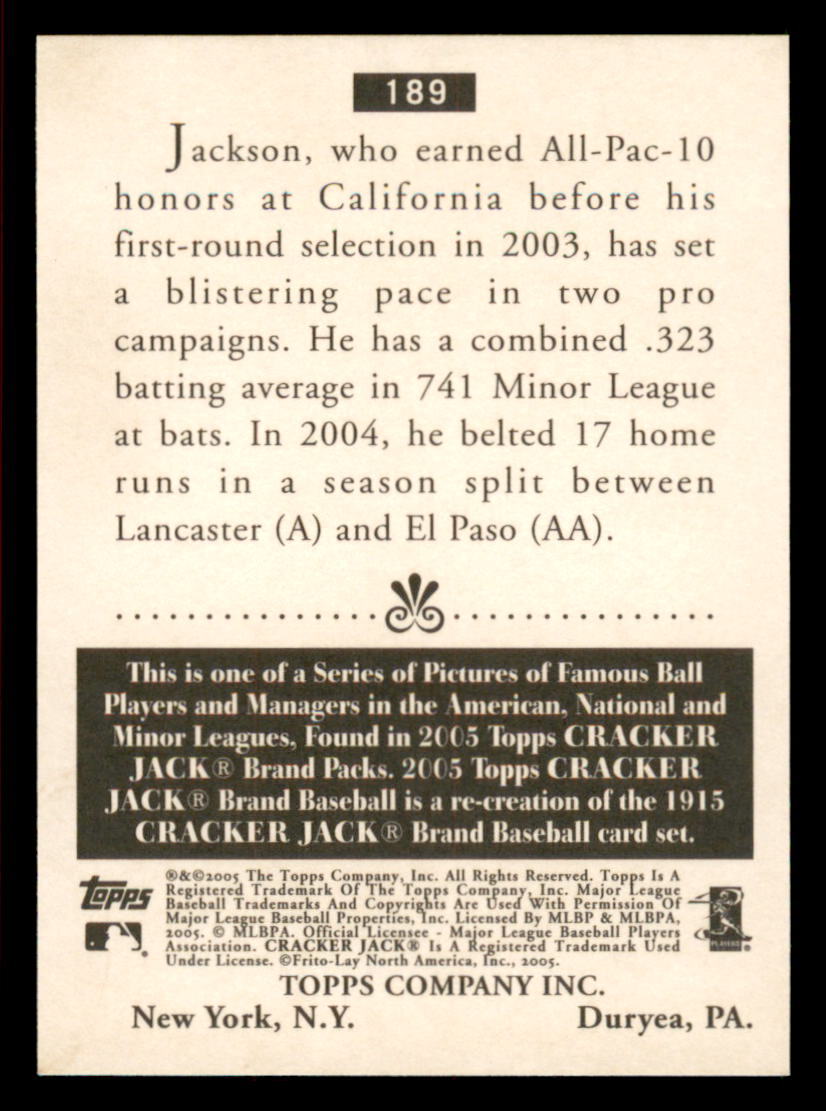 189
Jackson, who earned All-Pac-10
honors at California before his
first-round selection in 2003, has set
a blistering pace in two pro
campaigns. He has a combined .323
batting average in 741 Minor League
at bats. In 2004, he belted 17 home
runs in a season split between
Lancaster (A) and El Paso (AA).
This is one of a Series of Pictures of Famous Ball
Players and Managers in the American, National and
Minor Leagues, Found in 2005 Topps CRACKER
JACK® Brand Packs. 2005 Topps CRACKER
JACK® Brand Baseball is a re-creation of the 1915
CRACKER JACK® Brand Baseball card set.
topps
®&©2005 The Topps Company, Inc. All Rights Reserved. Topps Is A
Registered Trademark Of The Topps Company, Inc. Major League
Baseball Trademarks And Copyrights Are Used With Permission Of
Major League Baseball Properties, Inc. Licensed By MLBP & MLBPA,
2005. © MLBPA. Official Licensee - Major League Baseball Players
Association. CRACKER JACK® Is A Registered Trademark Used
Under License. ©Frito-Lay North America, Inc., 2005.
PLAYERS
TOPPS COMPANY INC.
New York, N.Y. Duryea, PA.